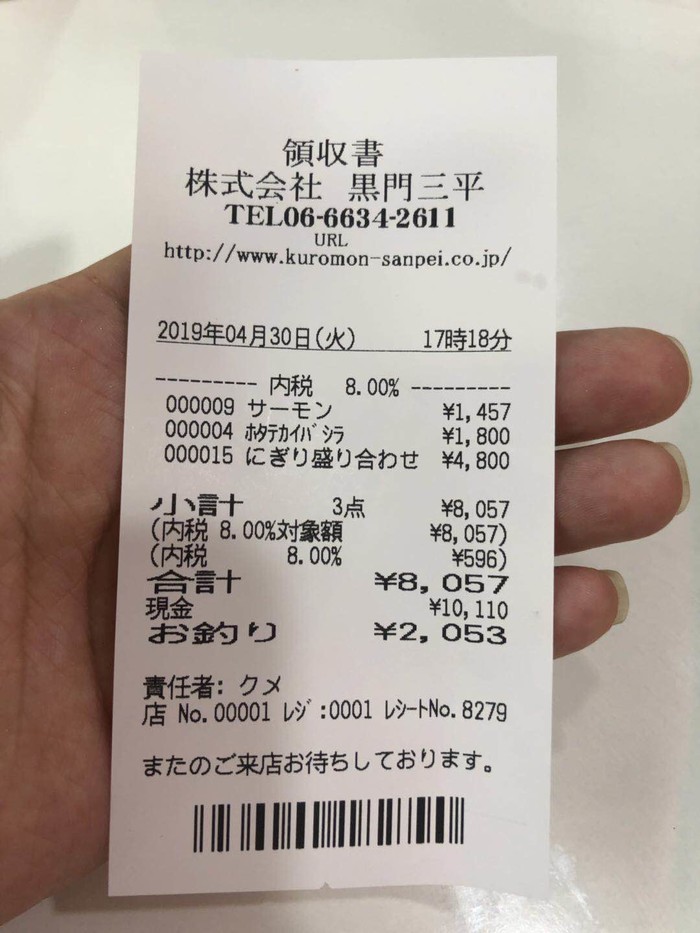 領収書
株式会社 黒門三平
TEL06-6634-2611
URL
http://www.kuromon-sanpei.co.jp/
2019年04月30日(火) 17時18分
--------- 内税 8.00% ---------
000009 サーモン ¥1,457
000004 ﾎﾀﾃｶｲﾊﾞｼﾗ ¥1,800
000015 にぎり盛り合わせ ¥4,800
小計 3点 ¥8,057
(内税 8.00%対象額 ¥8,057)
(内税 8.00% ¥596)
合計 ¥8,057
現金 ¥10,110
お釣り ¥2,053
責任者: クメ
店 No.00001 ﾚｼﾞ:0001 ﾚｼｰﾄNo.8279
またのご来店お待ちしております。